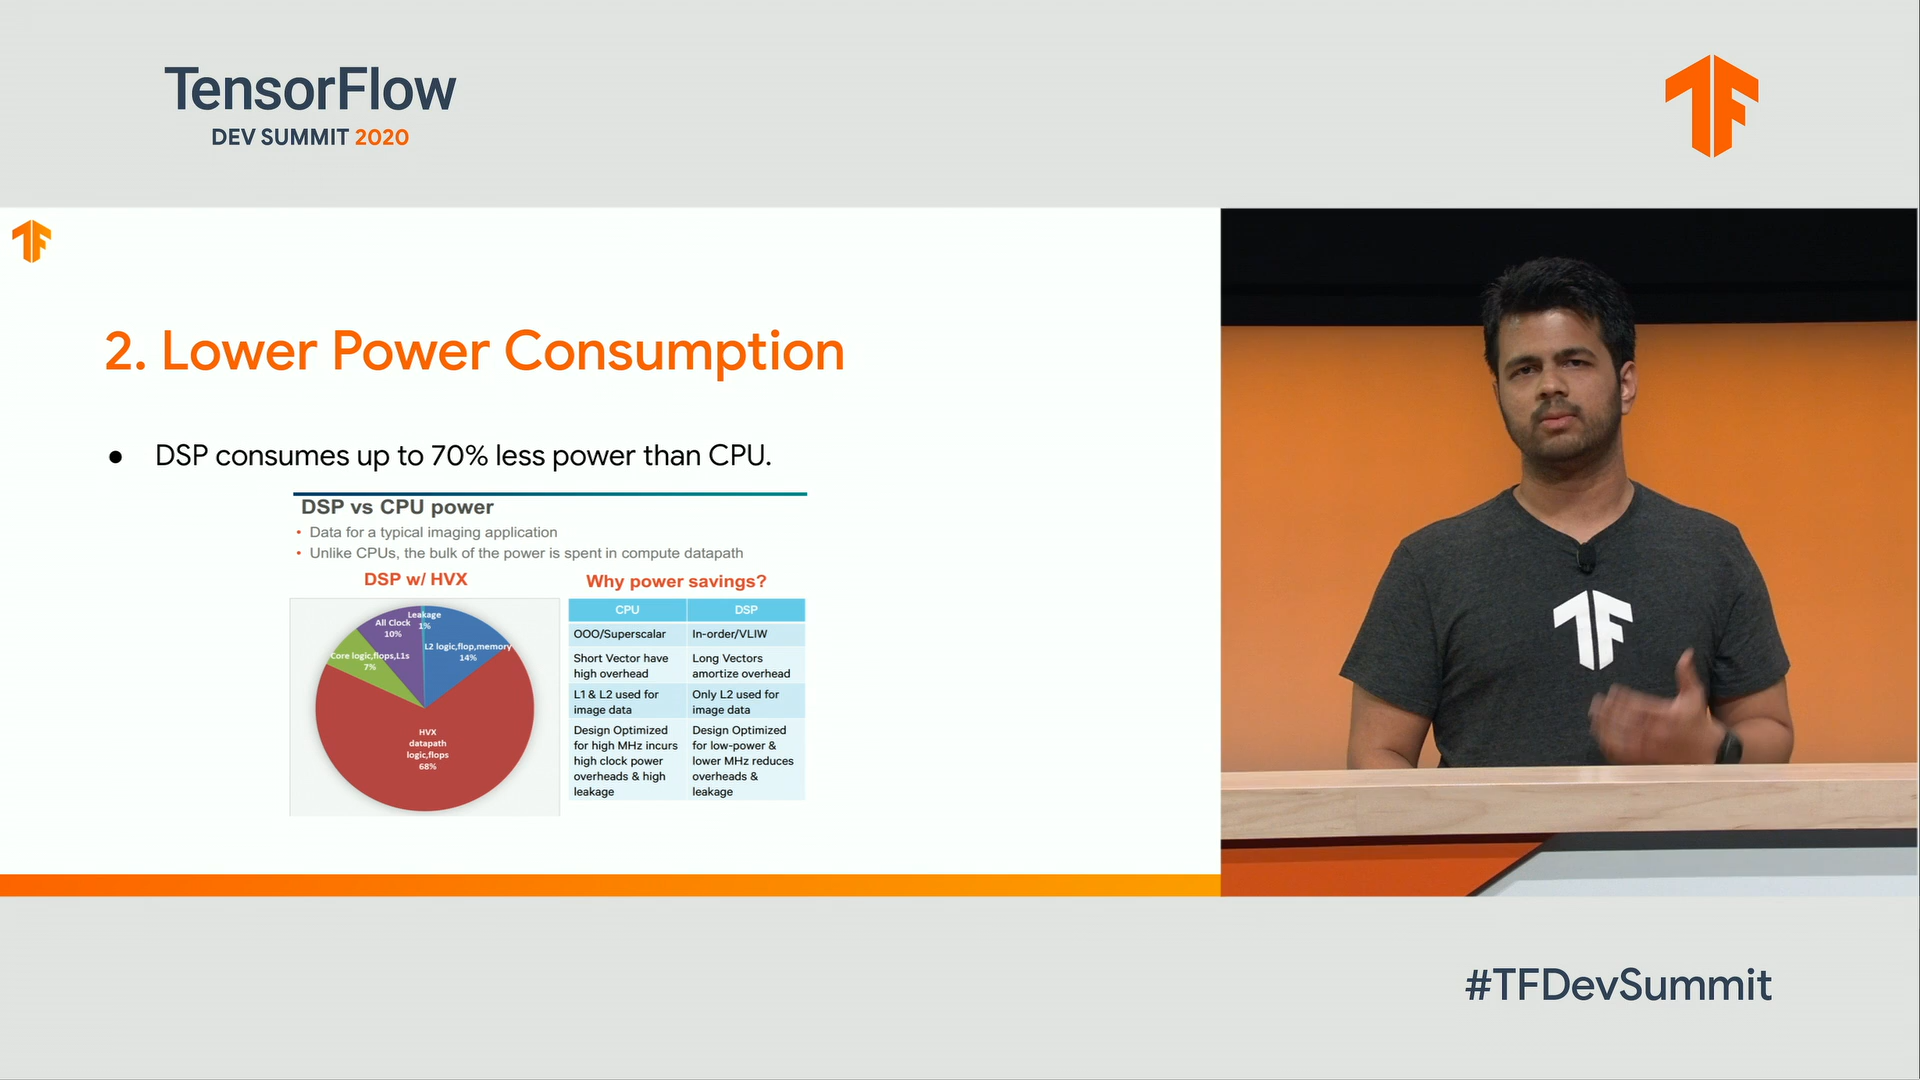 TensorFlow
DEV SUMMIT 2020
2. Lower Power Consumption
● DSP consumes up to 70% less power than CPU.
DSP vs CPU power
• Data for a typical imaging application
• Unlike CPUs, the bulk of the power is spent in compute datapath
DSP w/ HVX
Leakage
1%
All Clock
10%
L2 logic,flop,memory
14%
Core logic,flops,L1s
7%
HVX
datapath
logic,flops
68%
Why power savings?
CPU DSP
OOO/Superscalar In-order/VLIW
Short Vector have Long Vectors
high overhead amortize overhead
L1 & L2 used for Only L2 used for
image data image data
Design Optimized Design Optimized
for high MHz incurs for low-power &
high clock power lower MHz reduces
overheads & high overheads &
leakage leakage
#TFDevSummit